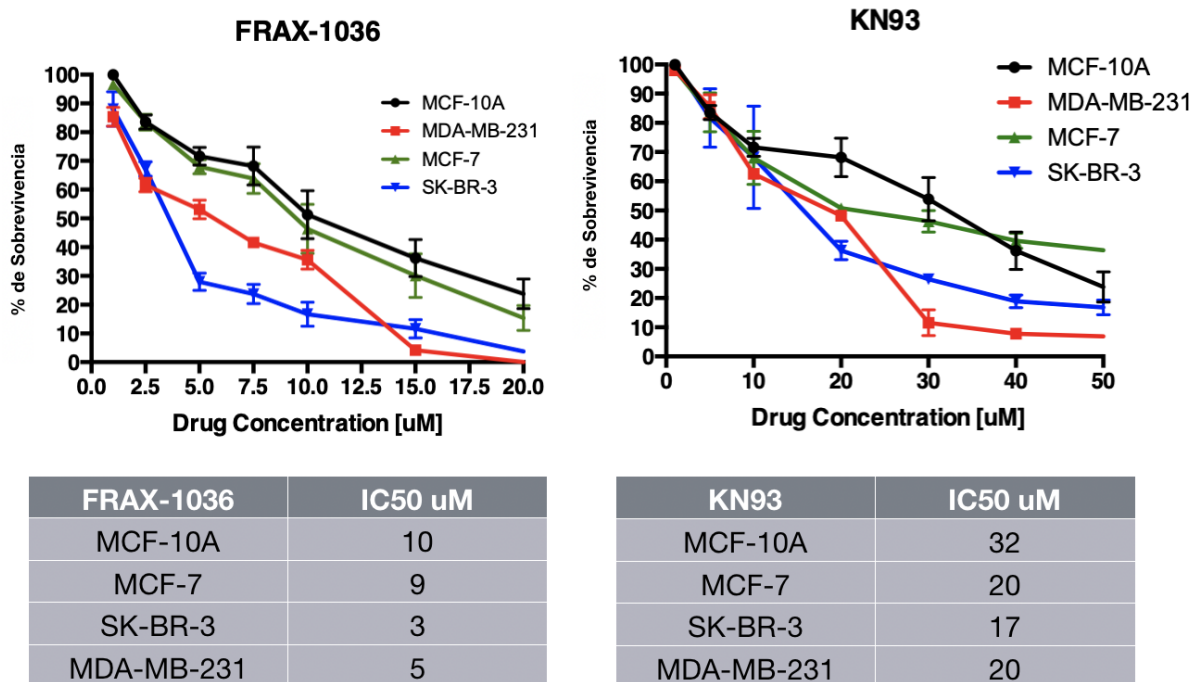 FRAX-1036
% de Sobrevivencia
100
90
80
70
60
50
40
30
20
10
0
0.0 2.5 5.0 7.5 10.0 12.5 15.0 17.5 20.0
Drug Concentration [uM]
MCF-10A
MDA-MB-231
MCF-7
SK-BR-3
KN93
% de Sobrevivencia
100
90
80
70
60
50
40
30
20
10
0
0 10 20 30 40 50
Drug Concentration [uM]
MCF-10A
MDA-MB-231
MCF-7
SK-BR-3
FRAX-1036 IC50 uM
MCF-10A 10
MCF-7 9
SK-BR-3 3
MDA-MB-231 5
KN93 IC50 uM
MCF-10A 32
MCF-7 20
SK-BR-3 17
MDA-MB-231 20